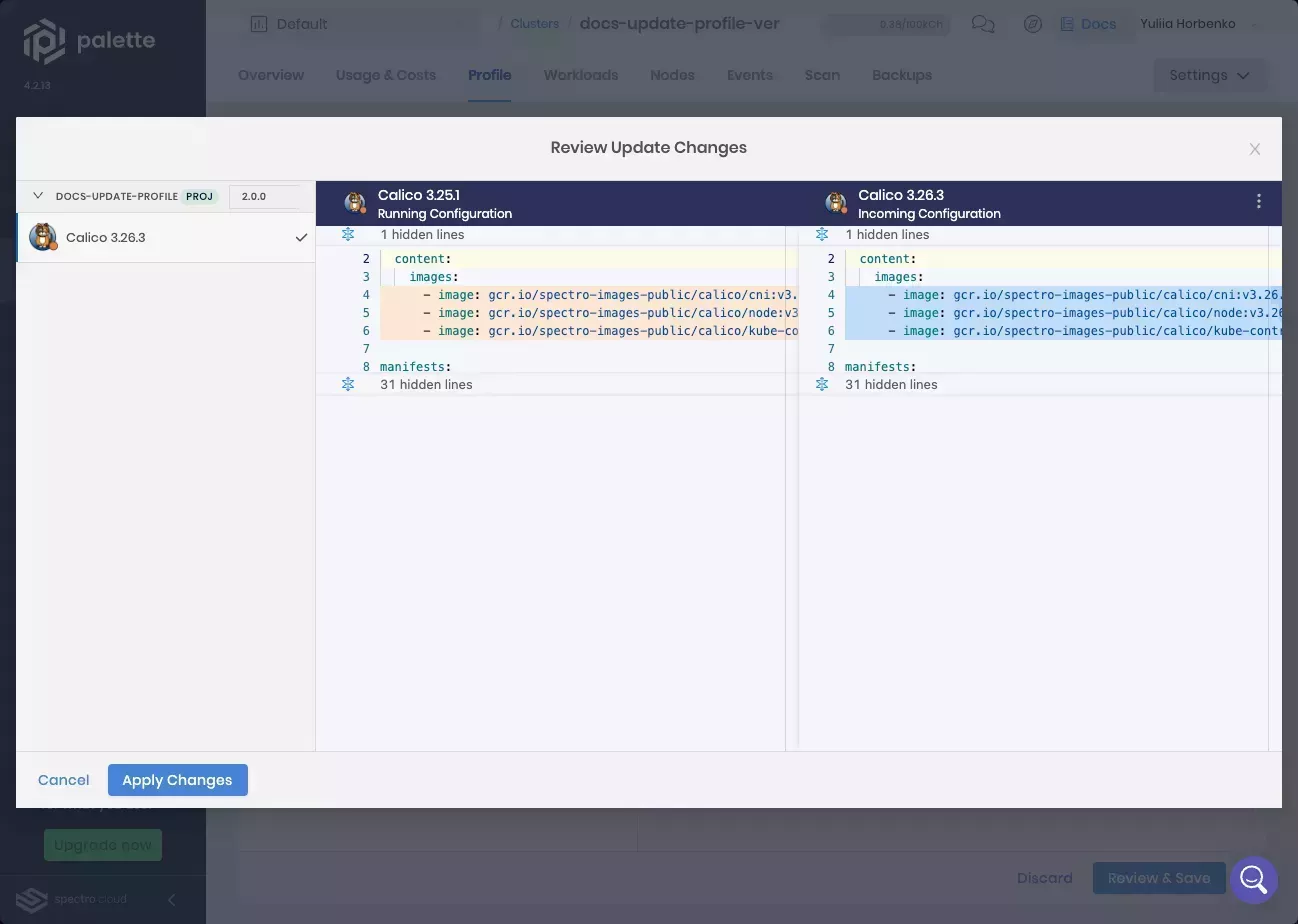 palette
4.2.13
Default
/ Clusters / docs-update-profile-ver
Docs
Yuliia Horbenko
Overview
Usage & Costs
Profile
Workloads
Nodes
Events
Scan
Backups
Settings
Review Update Changes
DOCS-UPDATE-PROFILE PROJ 2.0.0
Calico 3.26.3
Calico 3.25.1
Running Configuration
1 hidden lines
2 content:
3 images:
4 - image: gcr.io/spectro-images-public/calico/cni:v3.
5 - image: gcr.io/spectro-images-public/calico/node:v3
6 - image: gcr.io/spectro-images-public/calico/kube-co
7
8 manifests:
31 hidden lines
Calico 3.26.3
Incoming Configuration
1 hidden lines
2 content:
3 images:
4 - image: gcr.io/spectro-images-public/calico/cni:v3.26.
5 - image: gcr.io/spectro-images-public/calico/node:v3.26
6 - image: gcr.io/spectro-images-public/calico/kube-contr
7
8 manifests:
31 hidden lines
Cancel
Apply Changes
Upgrade now
spectro cloud
Discard
Review & Save